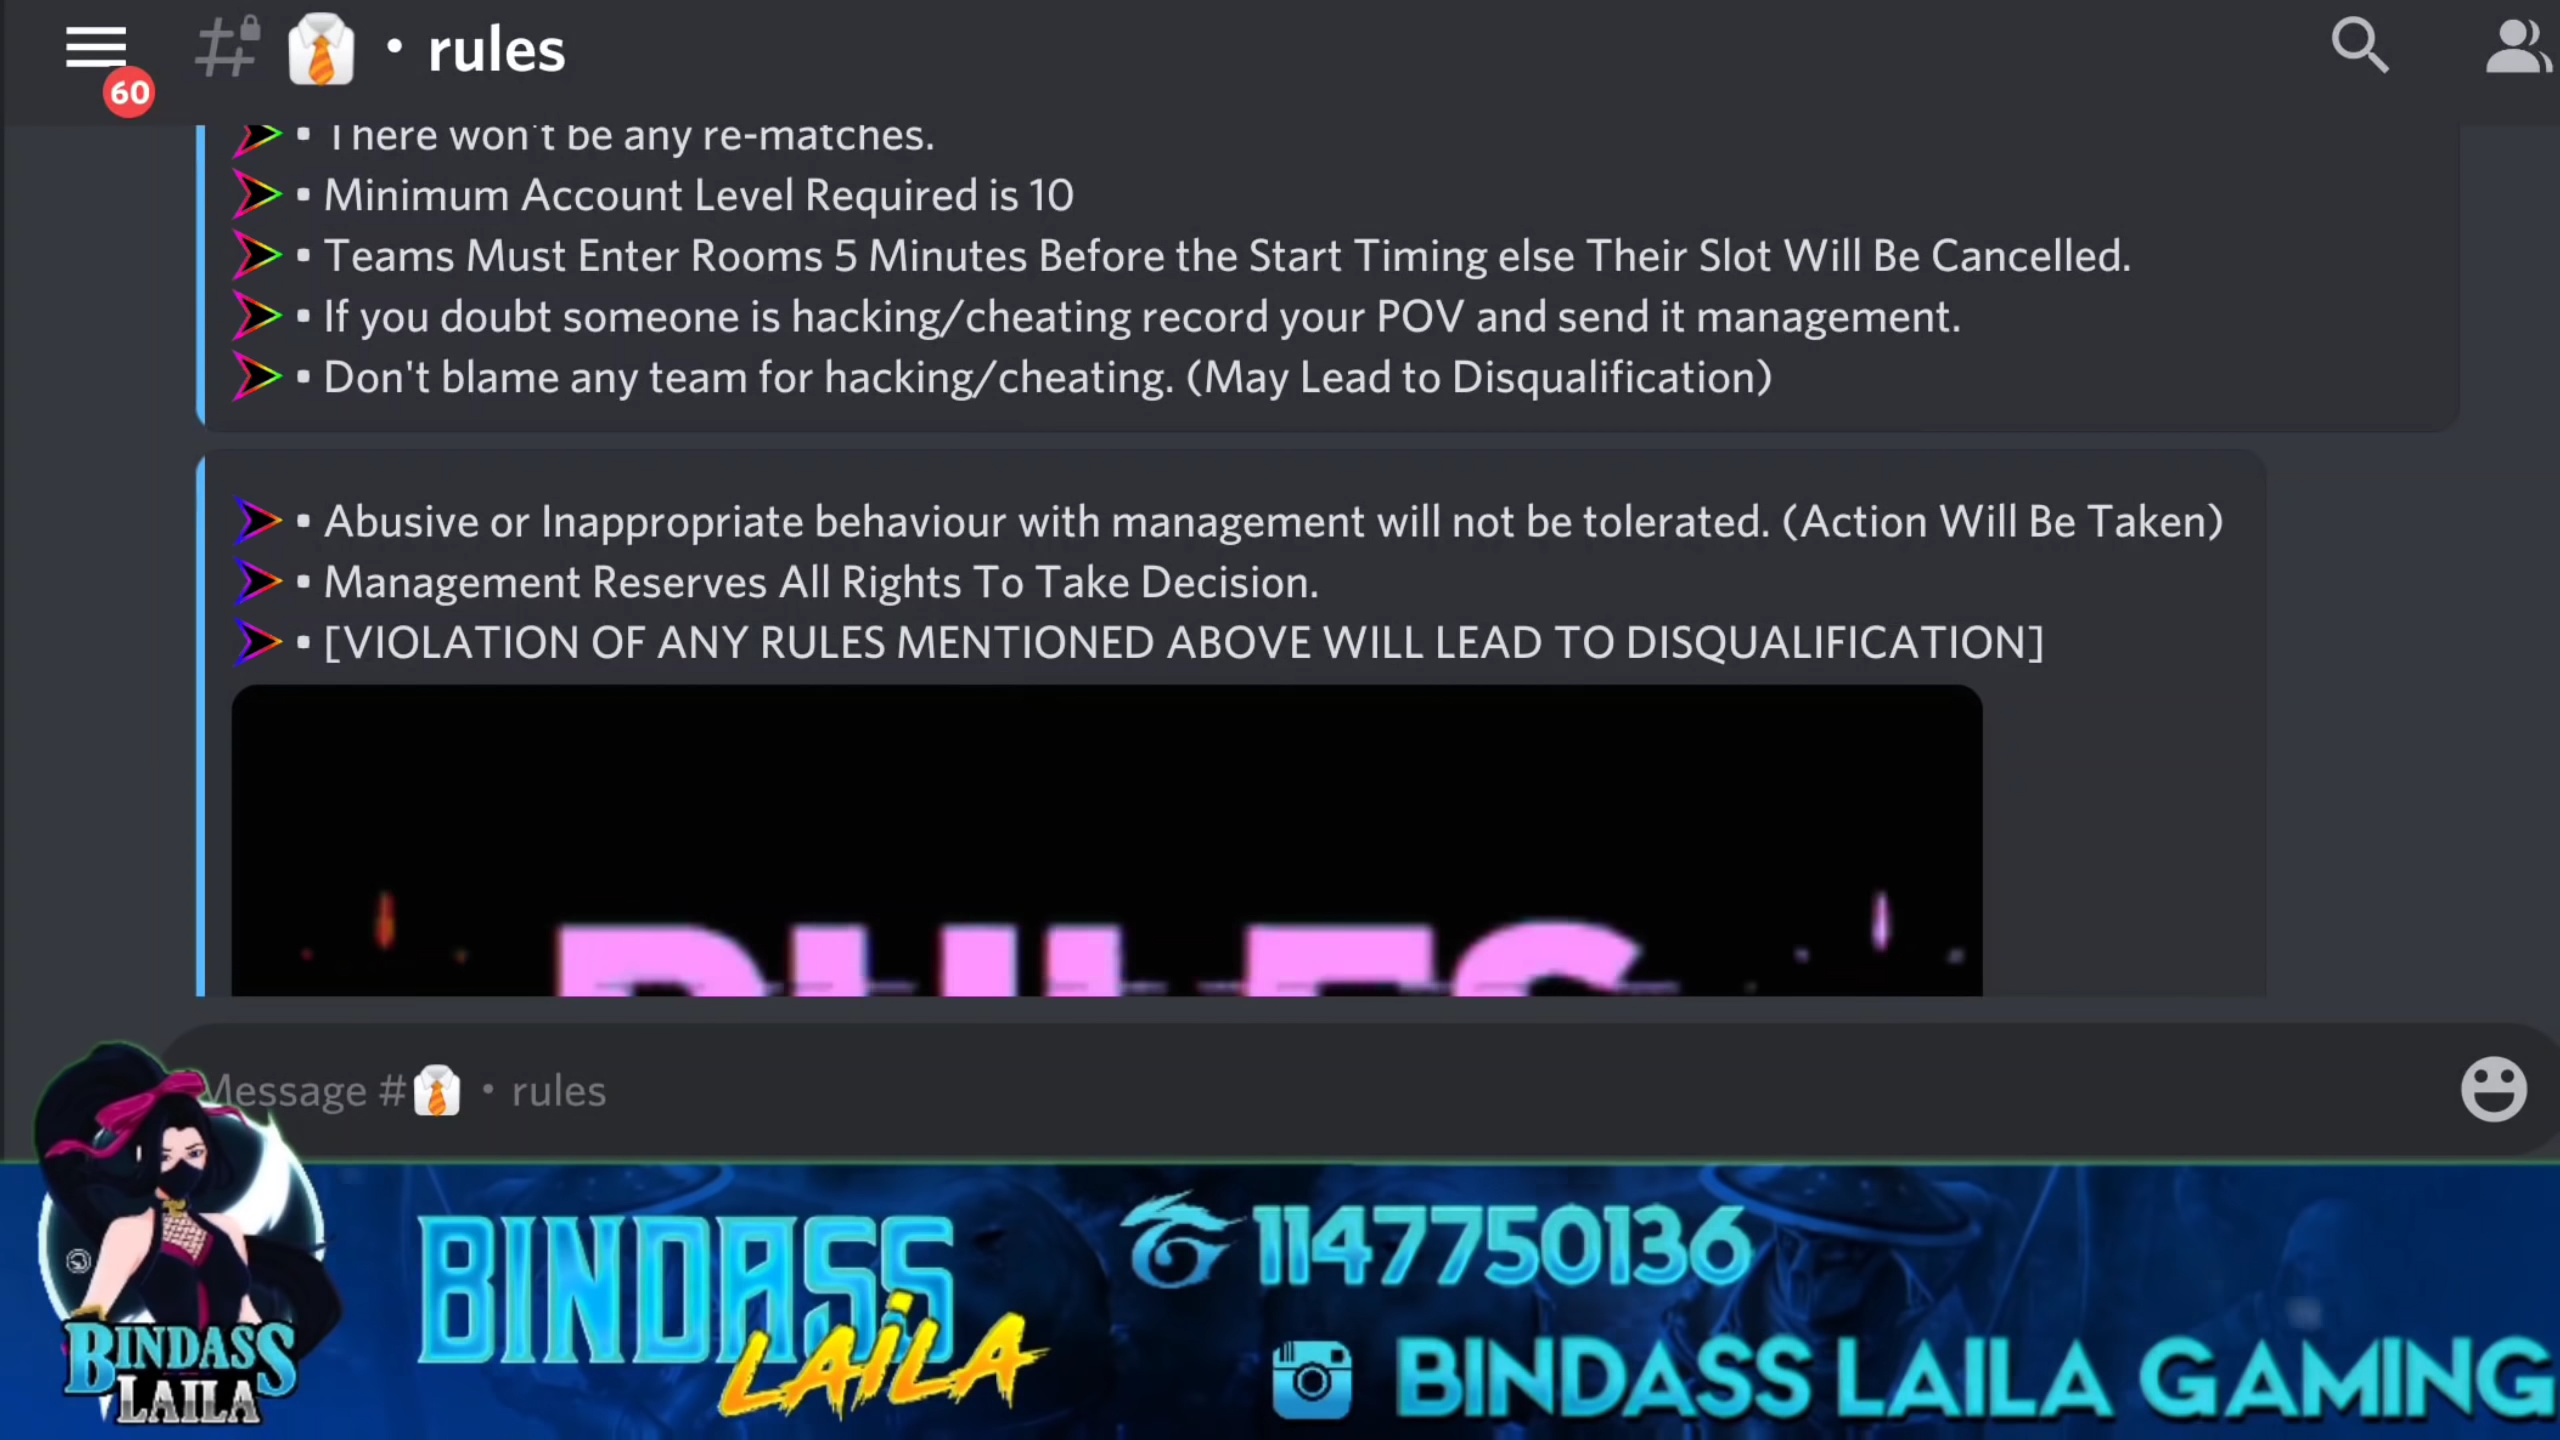 • rules
60
▪ There won't be any re-matches.
▪ Minimum Account Level Required is 10
▪ Teams Must Enter Rooms 5 Minutes Before the Start Timing else Their Slot Will Be Cancelled.
▪ If you doubt someone is hacking/cheating record your POV and send it management.
▪ Don't blame any team for hacking/cheating. (May Lead to Disqualification)
▪ Abusive or Inappropriate behaviour with management will not be tolerated. (Action Will Be Taken)
▪ Management Reserves All Rights To Take Decision.
▪ [VIOLATION OF ANY RULES MENTIONED ABOVE WILL LEAD TO DISQUALIFICATION]
RULES
Message #👔 • rules
BINDASS
LAILA
BINDASS
LAILA
1147750136
BINDASS LAILA GAMING